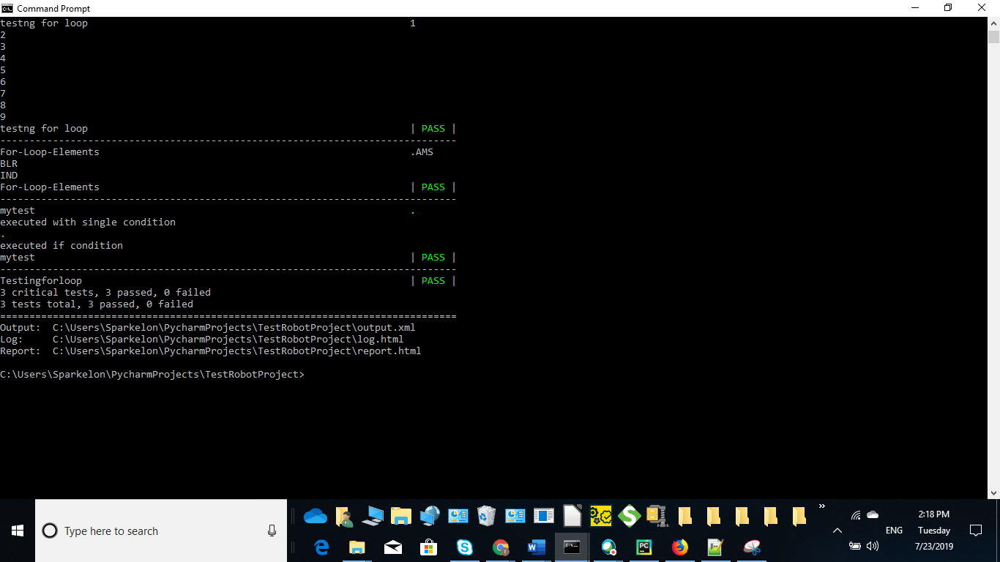 Command Prompt
testng for loop 1
2
3
4
5
6
7
8
9
testng for loop | PASS |
------------------------------------------------------------------------------
For-Loop-Elements .AMS
BLR
IND
For-Loop-Elements | PASS |
------------------------------------------------------------------------------
mytest .
executed with single condition
.
executed if condition
mytest | PASS |
------------------------------------------------------------------------------
Testingforloop | PASS |
3 critical tests, 3 passed, 0 failed
3 tests total, 3 passed, 0 failed
==============================================================================
Output:  C:\Users\Sparkelon\PycharmProjects\TestRobotProject\output.xml
Log:     C:\Users\Sparkelon\PycharmProjects\TestRobotProject\log.html
Report:  C:\Users\Sparkelon\PycharmProjects\TestRobotProject\report.html
C:\Users\Sparkelon\PycharmProjects\TestRobotProject>
Type here to search
ENG
2:18 PM
Tuesday
7/23/2019